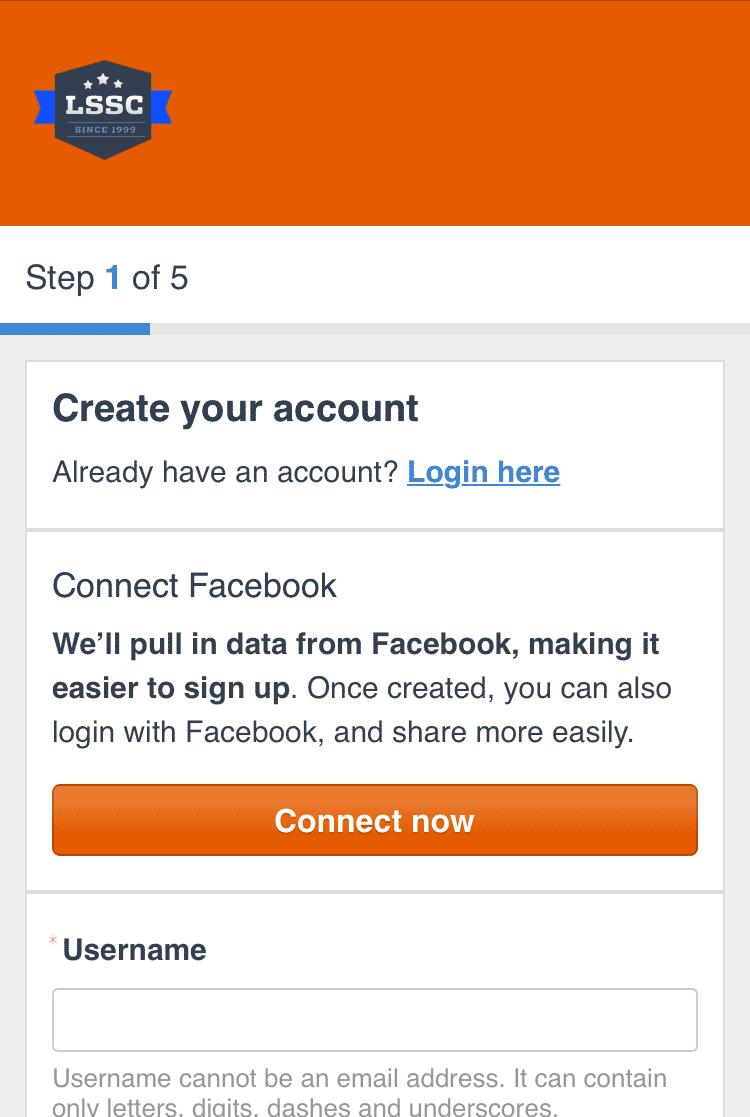 LSSC
SINCE 1999
Step 1 of 5
Create your account
Already have an account? Login here
Connect Facebook
We’ll pull in data from Facebook, making it
easier to sign up. Once created, you can also
login with Facebook, and share more easily.
Connect now
* Username
Username cannot be an email address. It can contain
only letters, digits, dashes and underscores.